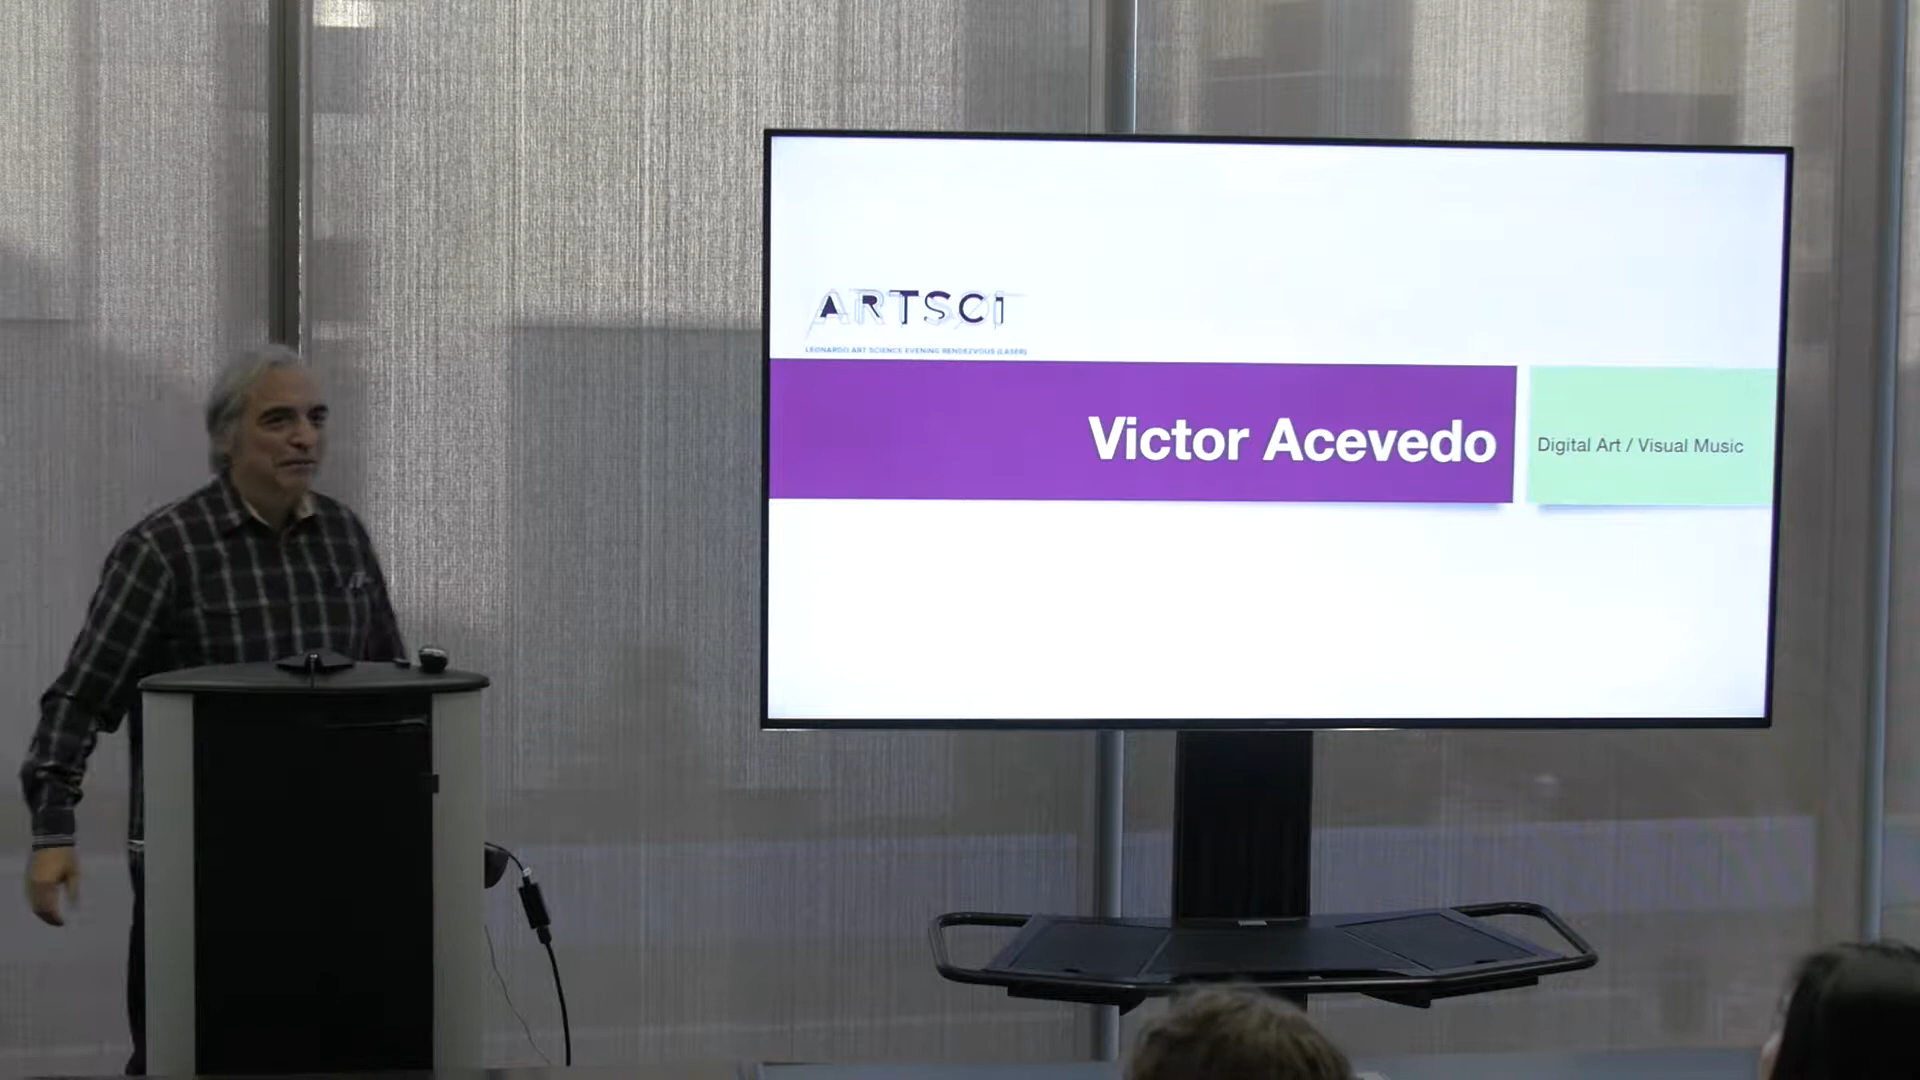 ARTSCI
LEONARDO ART SCIENCE EVENING RENDEZVOUS (LASER)
Victor Acevedo
Digital Art / Visual Music